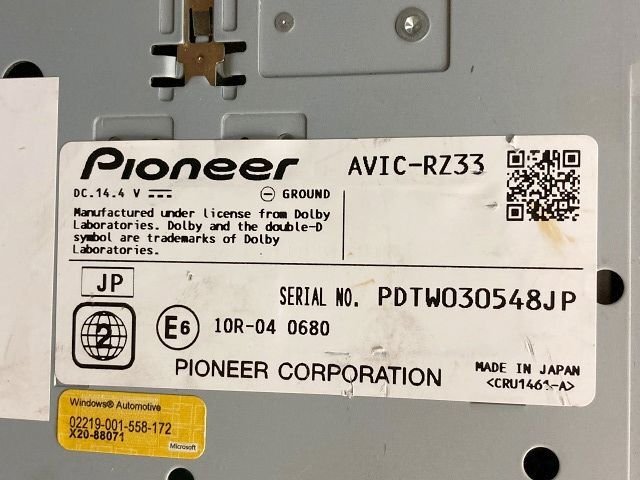 Pioneer
AVIC-RZ33
DC.14.4 V
GROUND
Manufactured under license from Dolby
Laboratories. Dolby and the double-D
symbol are trademarks of Dolby
Laboratories.
JP
SERIAL NO. PDTW030548JP
2
E6
10R-04 0680
PIONEER CORPORATION
MADE IN JAPAN
<CRU1461-A>
Windows® Automotive
02219-001-558-172
X20-88071
Microsoft